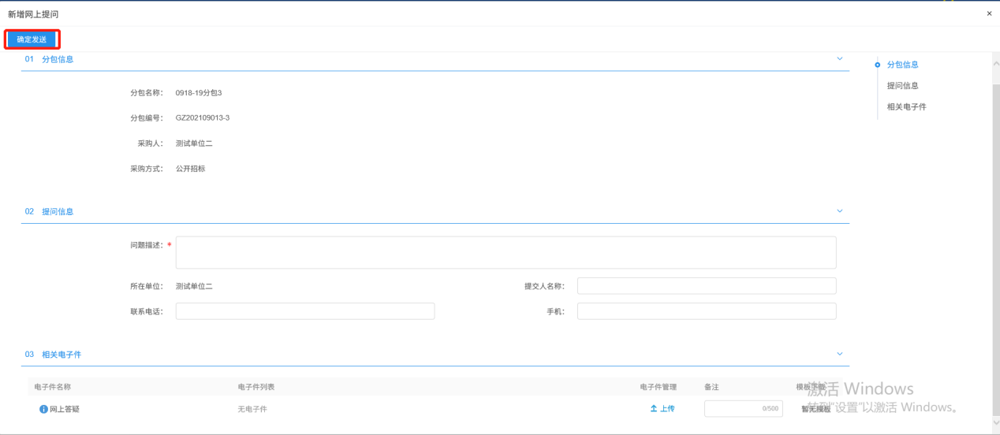 新增网上提问 ×
确定发送
01 分包信息
分包信息
提问信息
相关电子件
分包名称： 0918-19分包3
分包编号： GZ202109013-3
采购人： 测试单位二
采购方式： 公开招标
02 提问信息
问题描述：*
所在单位： 测试单位二 提交人名称：
联系电话： 手机：
03 相关电子件
电子件名称 电子件列表 电子件管理 备注 模板下载
网上答疑 无电子件 上传 0/500 暂无模板
激活 Windows
转到“设置”以激活 Windows。